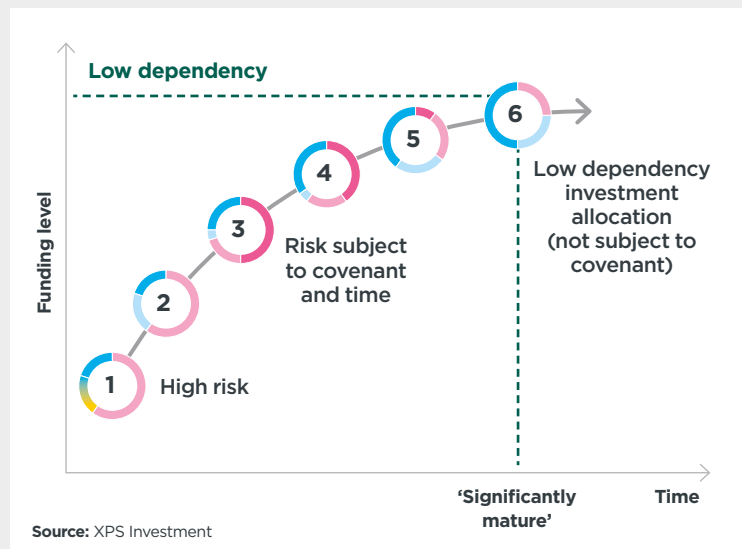 Low dependency
Funding level
1
2
3
4
5
6
High risk
Risk subject
to covenant
and time
Low dependency
investment
allocation
(not subject to
covenant)
‘Significantly
mature’
Time
Source: XPS Investment